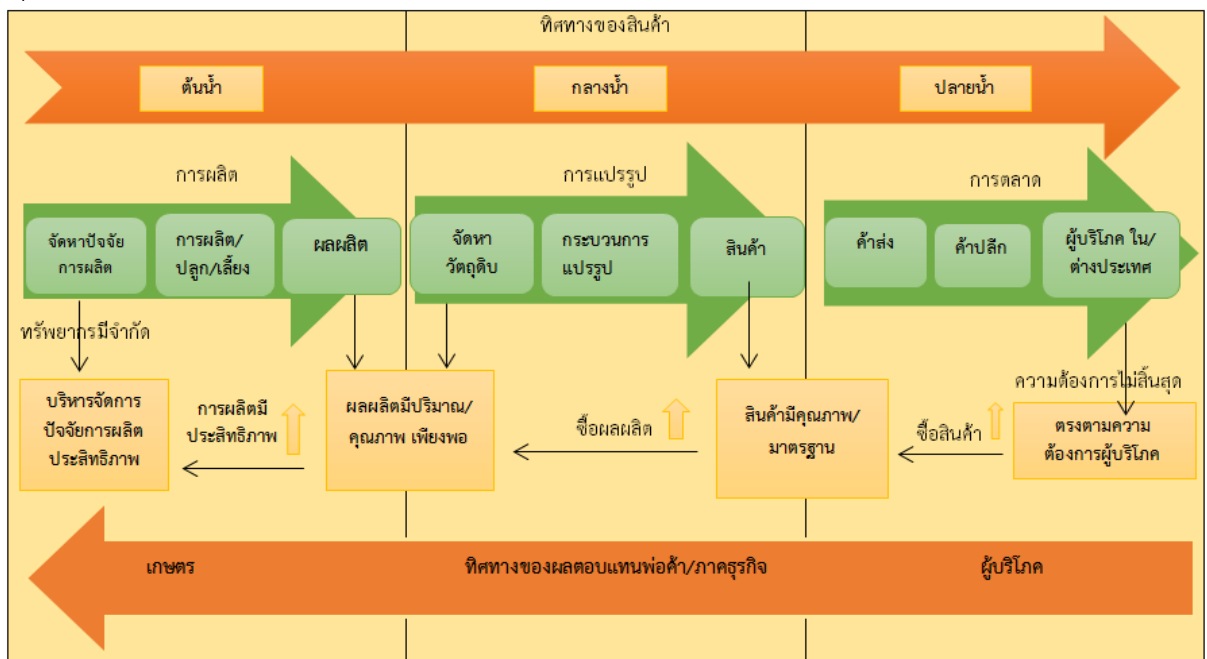 ทิศทางของสินค้า
ต้นน้ำ
กลางน้ำ
ปลายน้ำ
การผลิต
การแปรรูป
การตลาด
จัดหาปัจจัย
การผลิต
การผลิต/
ปลูก/เลี้ยง
ผลผลิต
จัดหา
วัตถุดิบ
กระบวนการ
แปรรูป
สินค้า
ค้าส่ง
ค้าปลีก
ผู้บริโภค ใน/
ต่างประเทศ
ทรัพยากรมีจำกัด
ความต้องการไม่สิ้นสุด
บริหารจัดการ
ปัจจัยการผลิต
ประสิทธิภาพ
การผลิตมี
ประสิทธิภาพ
ผลผลิตมีปริมาณ/
คุณภาพ เพียงพอ
ซื้อผลผลิต
สินค้ามีคุณภาพ/
มาตรฐาน
ซื้อสินค้า
ตรงตามความ
ต้องการผู้บริโภค
เกษตร
ทิศทางของผลตอบแทนพ่อค้า/ภาคธุรกิจ
ผู้บริโภค